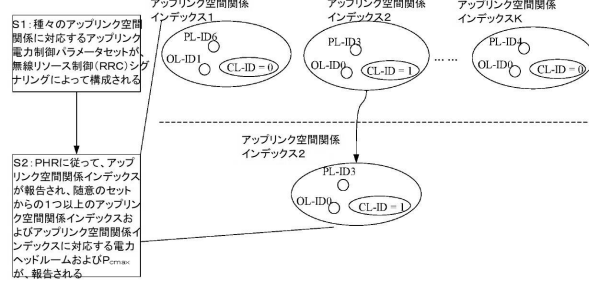 アップリンク空間関係
インデックス1
アップリンク空間関係
インデックス2
アップリンク空間関係
インデックスK
S1:種々のアップリンク空間
関係に対応するアップリンク
電力制御パラメータセットが、
無線リソース制御(RRC)シグ
ナリングによって構成される
PL-ID6
OL-ID1
CL-ID = 0
PL-ID3
OL-ID0
CL-ID = 1
... ...
PL-ID4
OL-ID0
CL-ID = 0
アップリンク空間関係
インデックス2
S2:PHRに従って、アップ
リンク空間関係インデックス
が報告され、随意のセット
からの1つ以上のアップリン
ク空間関係インデックスお
よびアップリンク空間関係イ
ンデックスに対応する電力
ヘッドルームおよびPcmax
が、報告される
PL-ID3
OL-ID0
CL-ID = 1